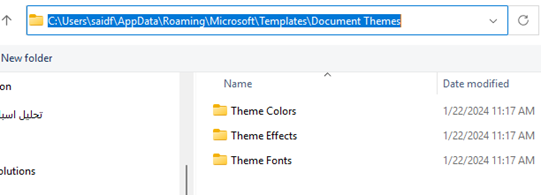 C:\Users\saidf\AppData\Roaming\Microsoft\Templates\Document Themes
New folder
Name
Date modified
on
Theme Colors
1/22/2024 11:17 AM
تحليل اسبا
Theme Effects
1/22/2024 11:17 AM
Theme Fonts
1/22/2024 11:17 AM
olutions